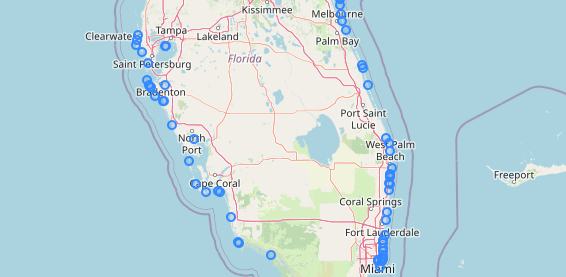 Kissimmee
Melbourne
Clearwater
Tampa
Lakeland
Palm Bay
Saint Petersburg
Florida
Bradenton
Port Saint
Lucie
North
Port
West Palm
Beach
Freeport
Cape Coral
Coral Springs
Fort Lauderdale
Miami